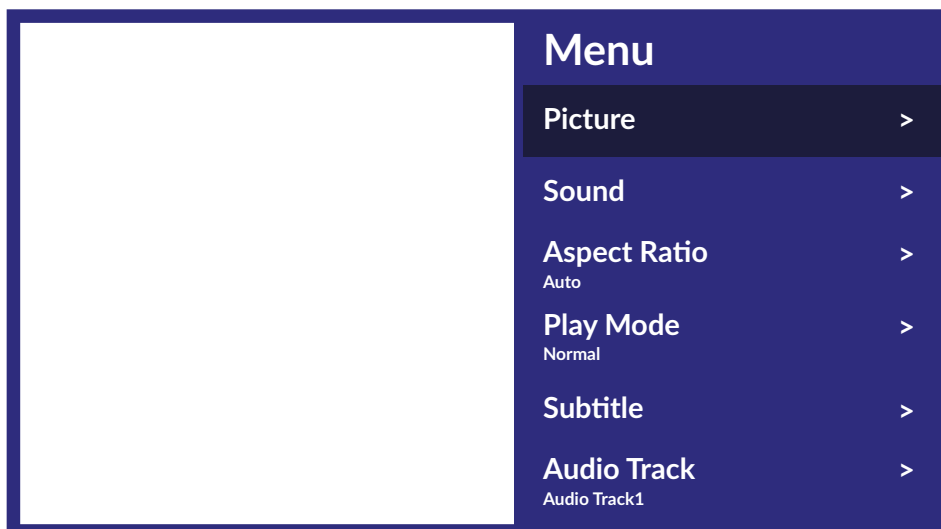 Menu
Picture >
Sound >
Aspect Ratio >
Auto
Play Mode >
Normal
Subtitle >
Audio Track >
Audio Track1